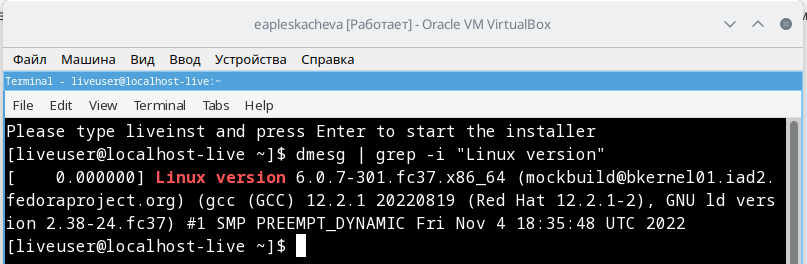 eapleskacheva [Работает] - Oracle VM VirtualBox
Файл Машина Вид Ввод Устройства Справка
Terminal - liveuser@localhost-live:~
File Edit View Terminal Tabs Help
Please type liveinst and press Enter to start the installer
[liveuser@localhost-live ~]$ dmesg | grep -i "Linux version"
[    0.000000] Linux version 6.0.7-301.fc37.x86_64 (mockbuild@bkernel01.iad2.
fedoraproject.org) (gcc (GCC) 12.2.1 20220819 (Red Hat 12.2.1-2), GNU ld vers
ion 2.38-24.fc37) #1 SMP PREEMPT_DYNAMIC Fri Nov 4 18:35:48 UTC 2022
[liveuser@localhost-live ~]$